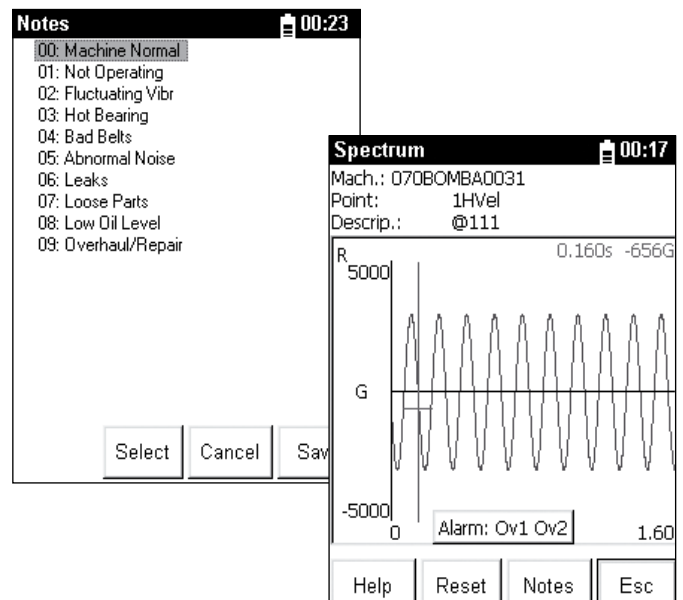 Notes 00:23
00: Machine Normal
01: Not Operating
02: Fluctuating Vibr
03: Hot Bearing
04: Bad Belts
05: Abnormal Noise
06: Leaks
07: Loose Parts
08: Low Oil Level
09: Overhaul/Repair
Select Cancel Sav
Spectrum 00:17
Mach.: 070BOMBA0031
Point: 1HVel
Descrip.: @111
R 0.160s -656G
5000
G
-5000
0 Alarm: Ov1 Ov2 1.60
Help Reset Notes Esc